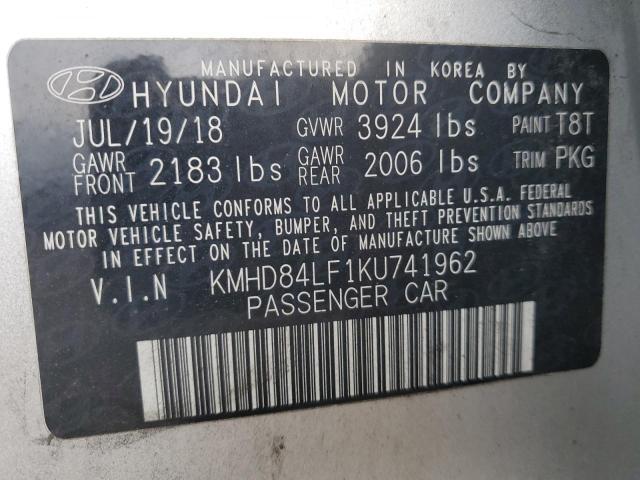 MANUFACTURED IN KOREA BY
HYUNDAI MOTOR COMPANY
JUL/19/18 GVWR 3924 lbs PAINT T8T
GAWR FRONT 2183 lbs GAWR REAR 2006 lbs TRIM PKG
THIS VEHICLE CONFORMS TO ALL APPLICABLE U.S.A. FEDERAL
MOTOR VEHICLE SAFETY, BUMPER, AND THEFT PREVENTION STANDARDS
IN EFFECT ON THE DATE OF MANUFACTURE SHOWN ABOVE
V.I.N KMHD84LF1KU741962
PASSENGER CAR